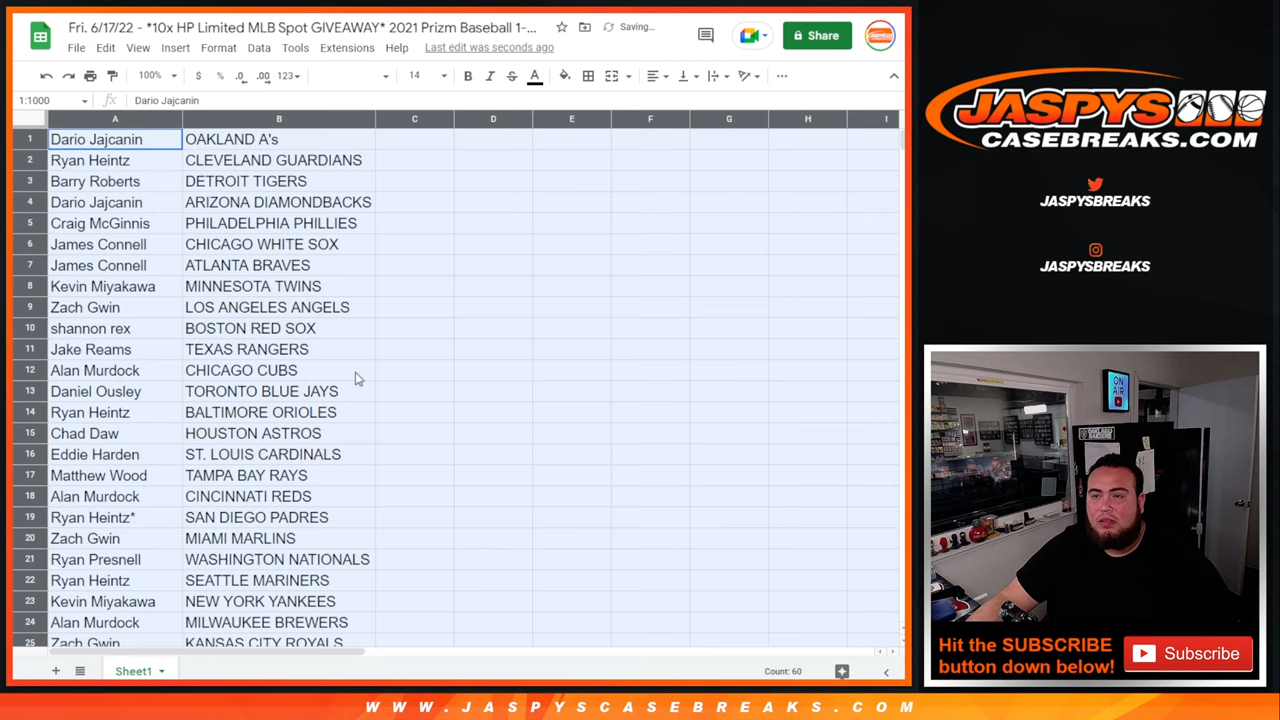 Fri. 6/17/22 - *10x HP Limited MLB Spot GIVEAWAY* 2021 Prizm Baseball 1-...
Saving...
Share
File Edit View Insert Format Data Tools Extensions Help Last edit was seconds ago
100% $ % .0 .00 123 14 B I S A
1:1000 fx Dario Jajcanin
A B C D E F G H I
1 Dario Jajcanin OAKLAND A's
2 Ryan Heintz CLEVELAND GUARDIANS
3 Barry Roberts DETROIT TIGERS
4 Dario Jajcanin ARIZONA DIAMONDBACKS
5 Craig McGinnis PHILADELPHIA PHILLIES
6 James Connell CHICAGO WHITE SOX
7 James Connell ATLANTA BRAVES
8 Kevin Miyakawa MINNESOTA TWINS
9 Zach Gwin LOS ANGELES ANGELS
10 shannon rex BOSTON RED SOX
11 Jake Reams TEXAS RANGERS
12 Alan Murdock CHICAGO CUBS
13 Daniel Ousley TORONTO BLUE JAYS
14 Ryan Heintz BALTIMORE ORIOLES
15 Chad Daw HOUSTON ASTROS
16 Eddie Harden ST. LOUIS CARDINALS
17 Matthew Wood TAMPA BAY RAYS
18 Alan Murdock CINCINNATI REDS
19 Ryan Heintz* SAN DIEGO PADRES
20 Zach Gwin MIAMI MARLINS
21 Ryan Presnell WASHINGTON NATIONALS
22 Ryan Heintz SEATTLE MARINERS
23 Kevin Miyakawa NEW YORK YANKEES
24 Alan Murdock MILWAUKEE BREWERS
25 Zach Gwin KANSAS CITY ROYALS
Sheet1
Count: 60
JASPYS
CASEBREAKS.COM
JASPYSBREAKS
JASPYSBREAKS
ON
AIR
OAKLAND
RAIDERS
Hit the SUBSCRIBE
button down below!
Subscribe
WWW.JASPYSCASEBREAKS.COM